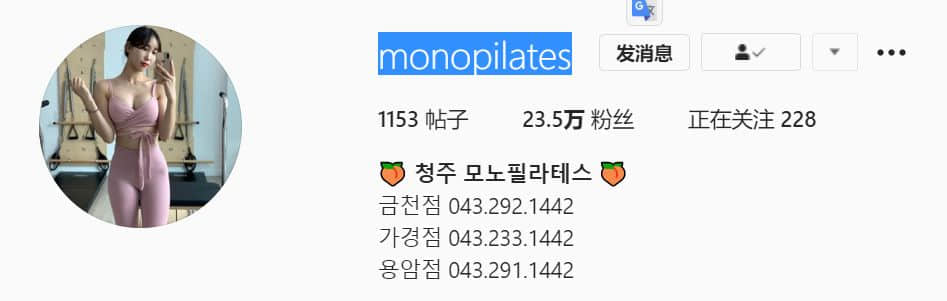 monopilates 发消息
1153 帖子 23.5万 粉丝 正在关注 228
🍑 청주 모노필라테스 🍑
금천점 043.292.1442
가경점 043.233.1442
용암점 043.291.1442